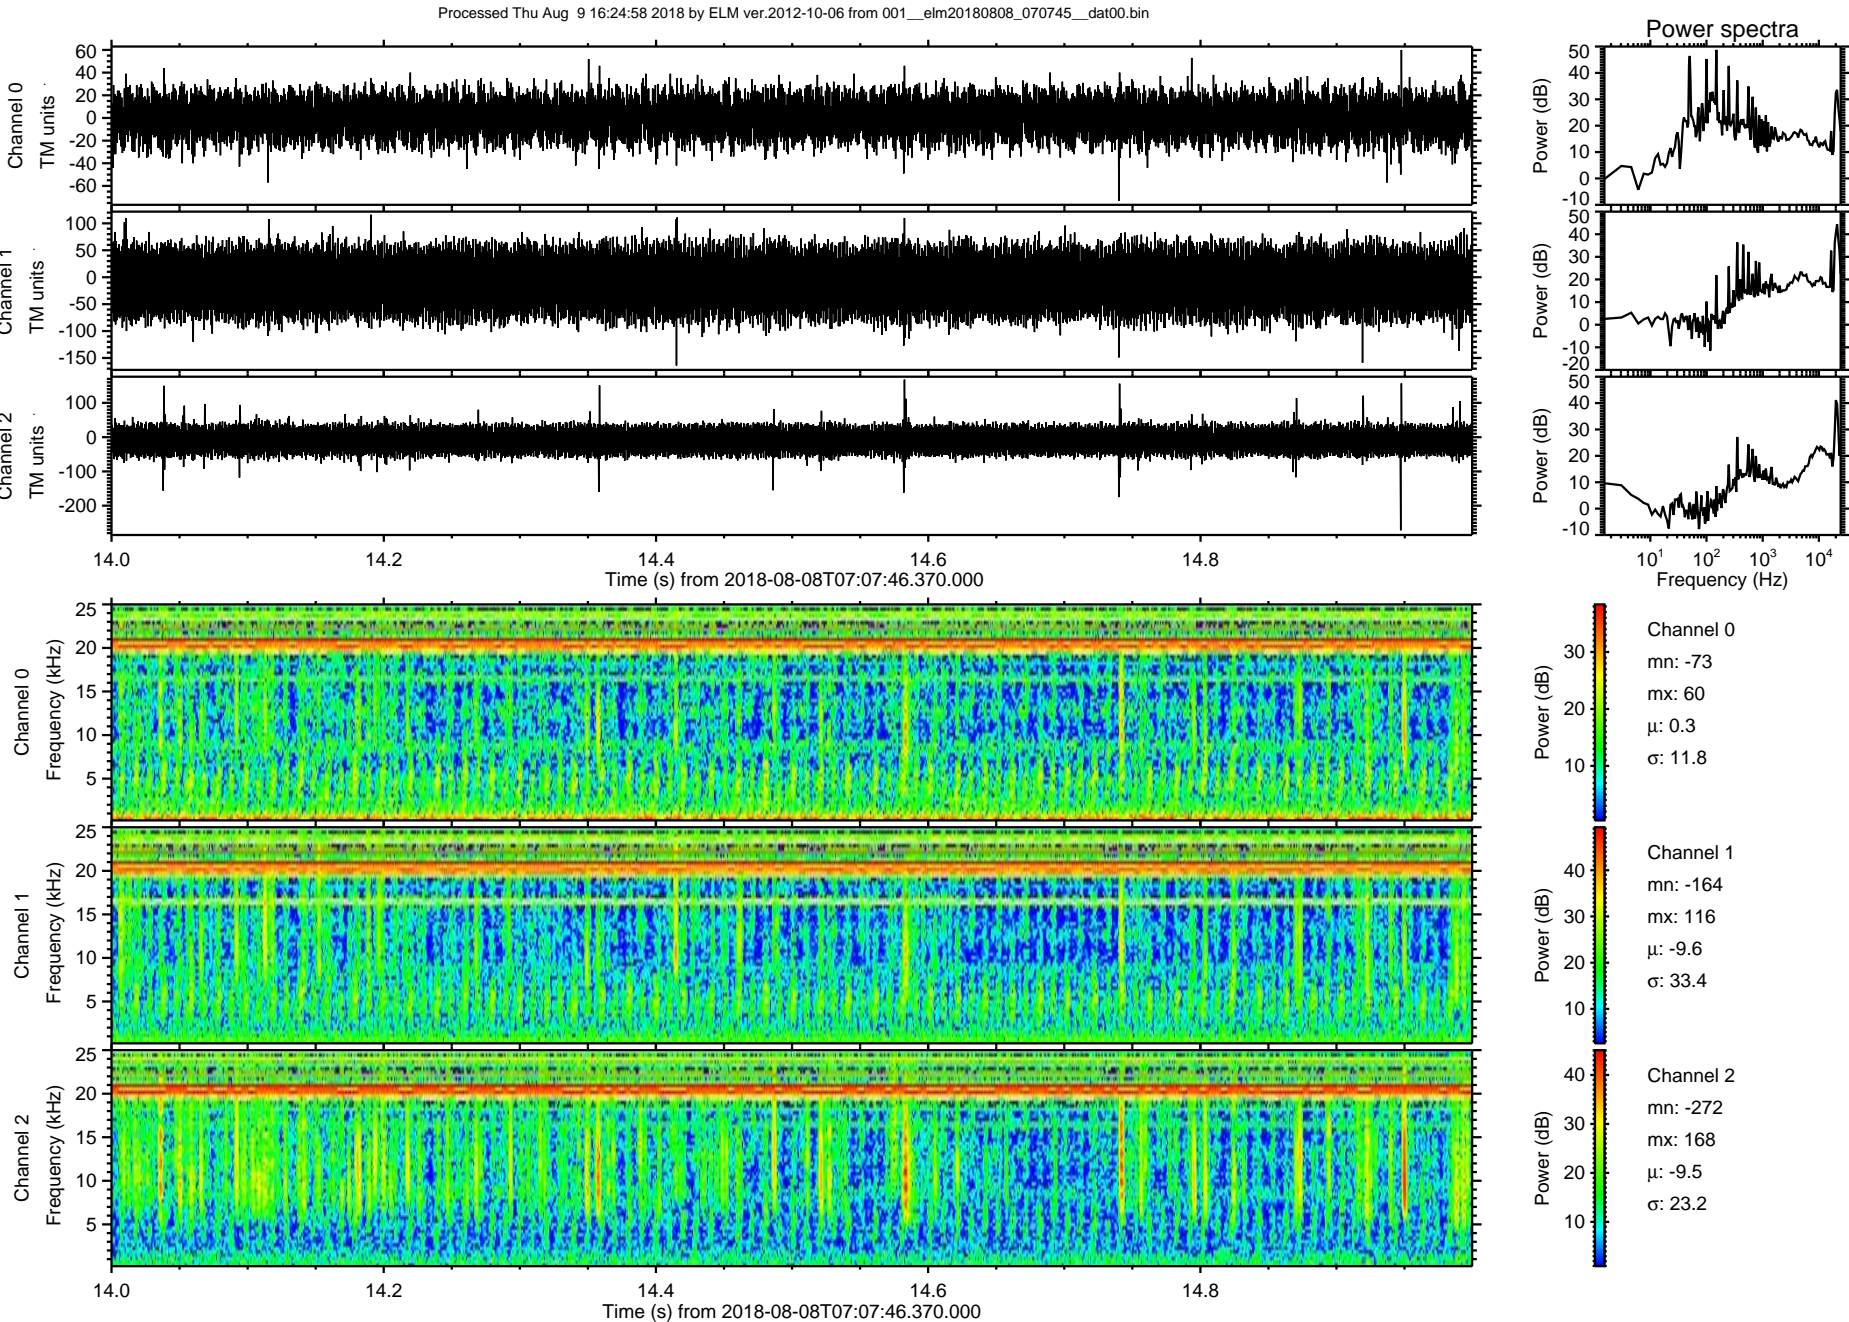 Processed Thu Aug  9 16:24:58 2018 by ELM ver.2012-10-06 from 001__elm20180808_070745__dat00.bin
Power spectra
Channel 0
TM units
60
40
20
0
-20
-40
-60
Power (dB)
50
40
30
20
10
0
-10
Channel 1
TM units
100
50
0
-50
-100
-150
Power (dB)
50
40
30
20
10
0
-10
-20
Channel 2
TM units
100
0
-100
-200
Power (dB)
50
40
30
20
10
0
-10
14.0 14.2 14.4 14.6 14.8
Time (s) from 2018-08-08T07:07:46.370.000
10¹ 10² 10³ 10⁴
Frequency (Hz)
Channel 0
Frequency (kHz)
25
20
15
10
5
Power (dB)
30
20
10
Channel 0
mn: -73
mx: 60
μ: 0.3
σ: 11.8
Channel 1
Frequency (kHz)
25
20
15
10
5
Power (dB)
40
30
20
10
Channel 1
mn: -164
mx: 116
μ: -9.6
σ: 33.4
Channel 2
Frequency (kHz)
25
20
15
10
5
Power (dB)
40
30
20
10
Channel 2
mn: -272
mx: 168
μ: -9.5
σ: 23.2
14.0 14.2 14.4 14.6 14.8
Time (s) from 2018-08-08T07:07:46.370.000